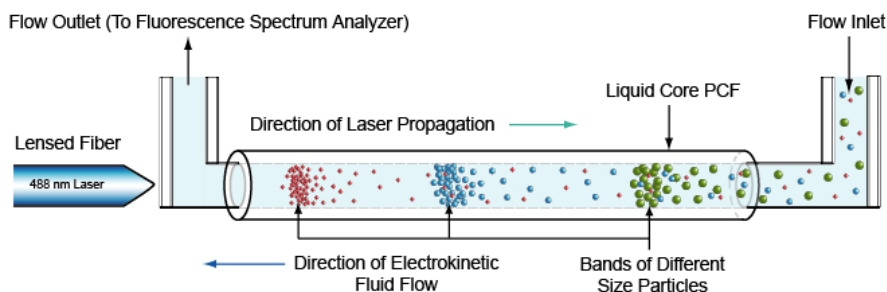 Flow Outlet (To Fluorescence Spectrum Analyzer)
Flow Inlet
Liquid Core PCF
Direction of Laser Propagation
Lensed Fiber
488 nm Laser
Direction of Electrokinetic
Fluid Flow
Bands of Different
Size Particles